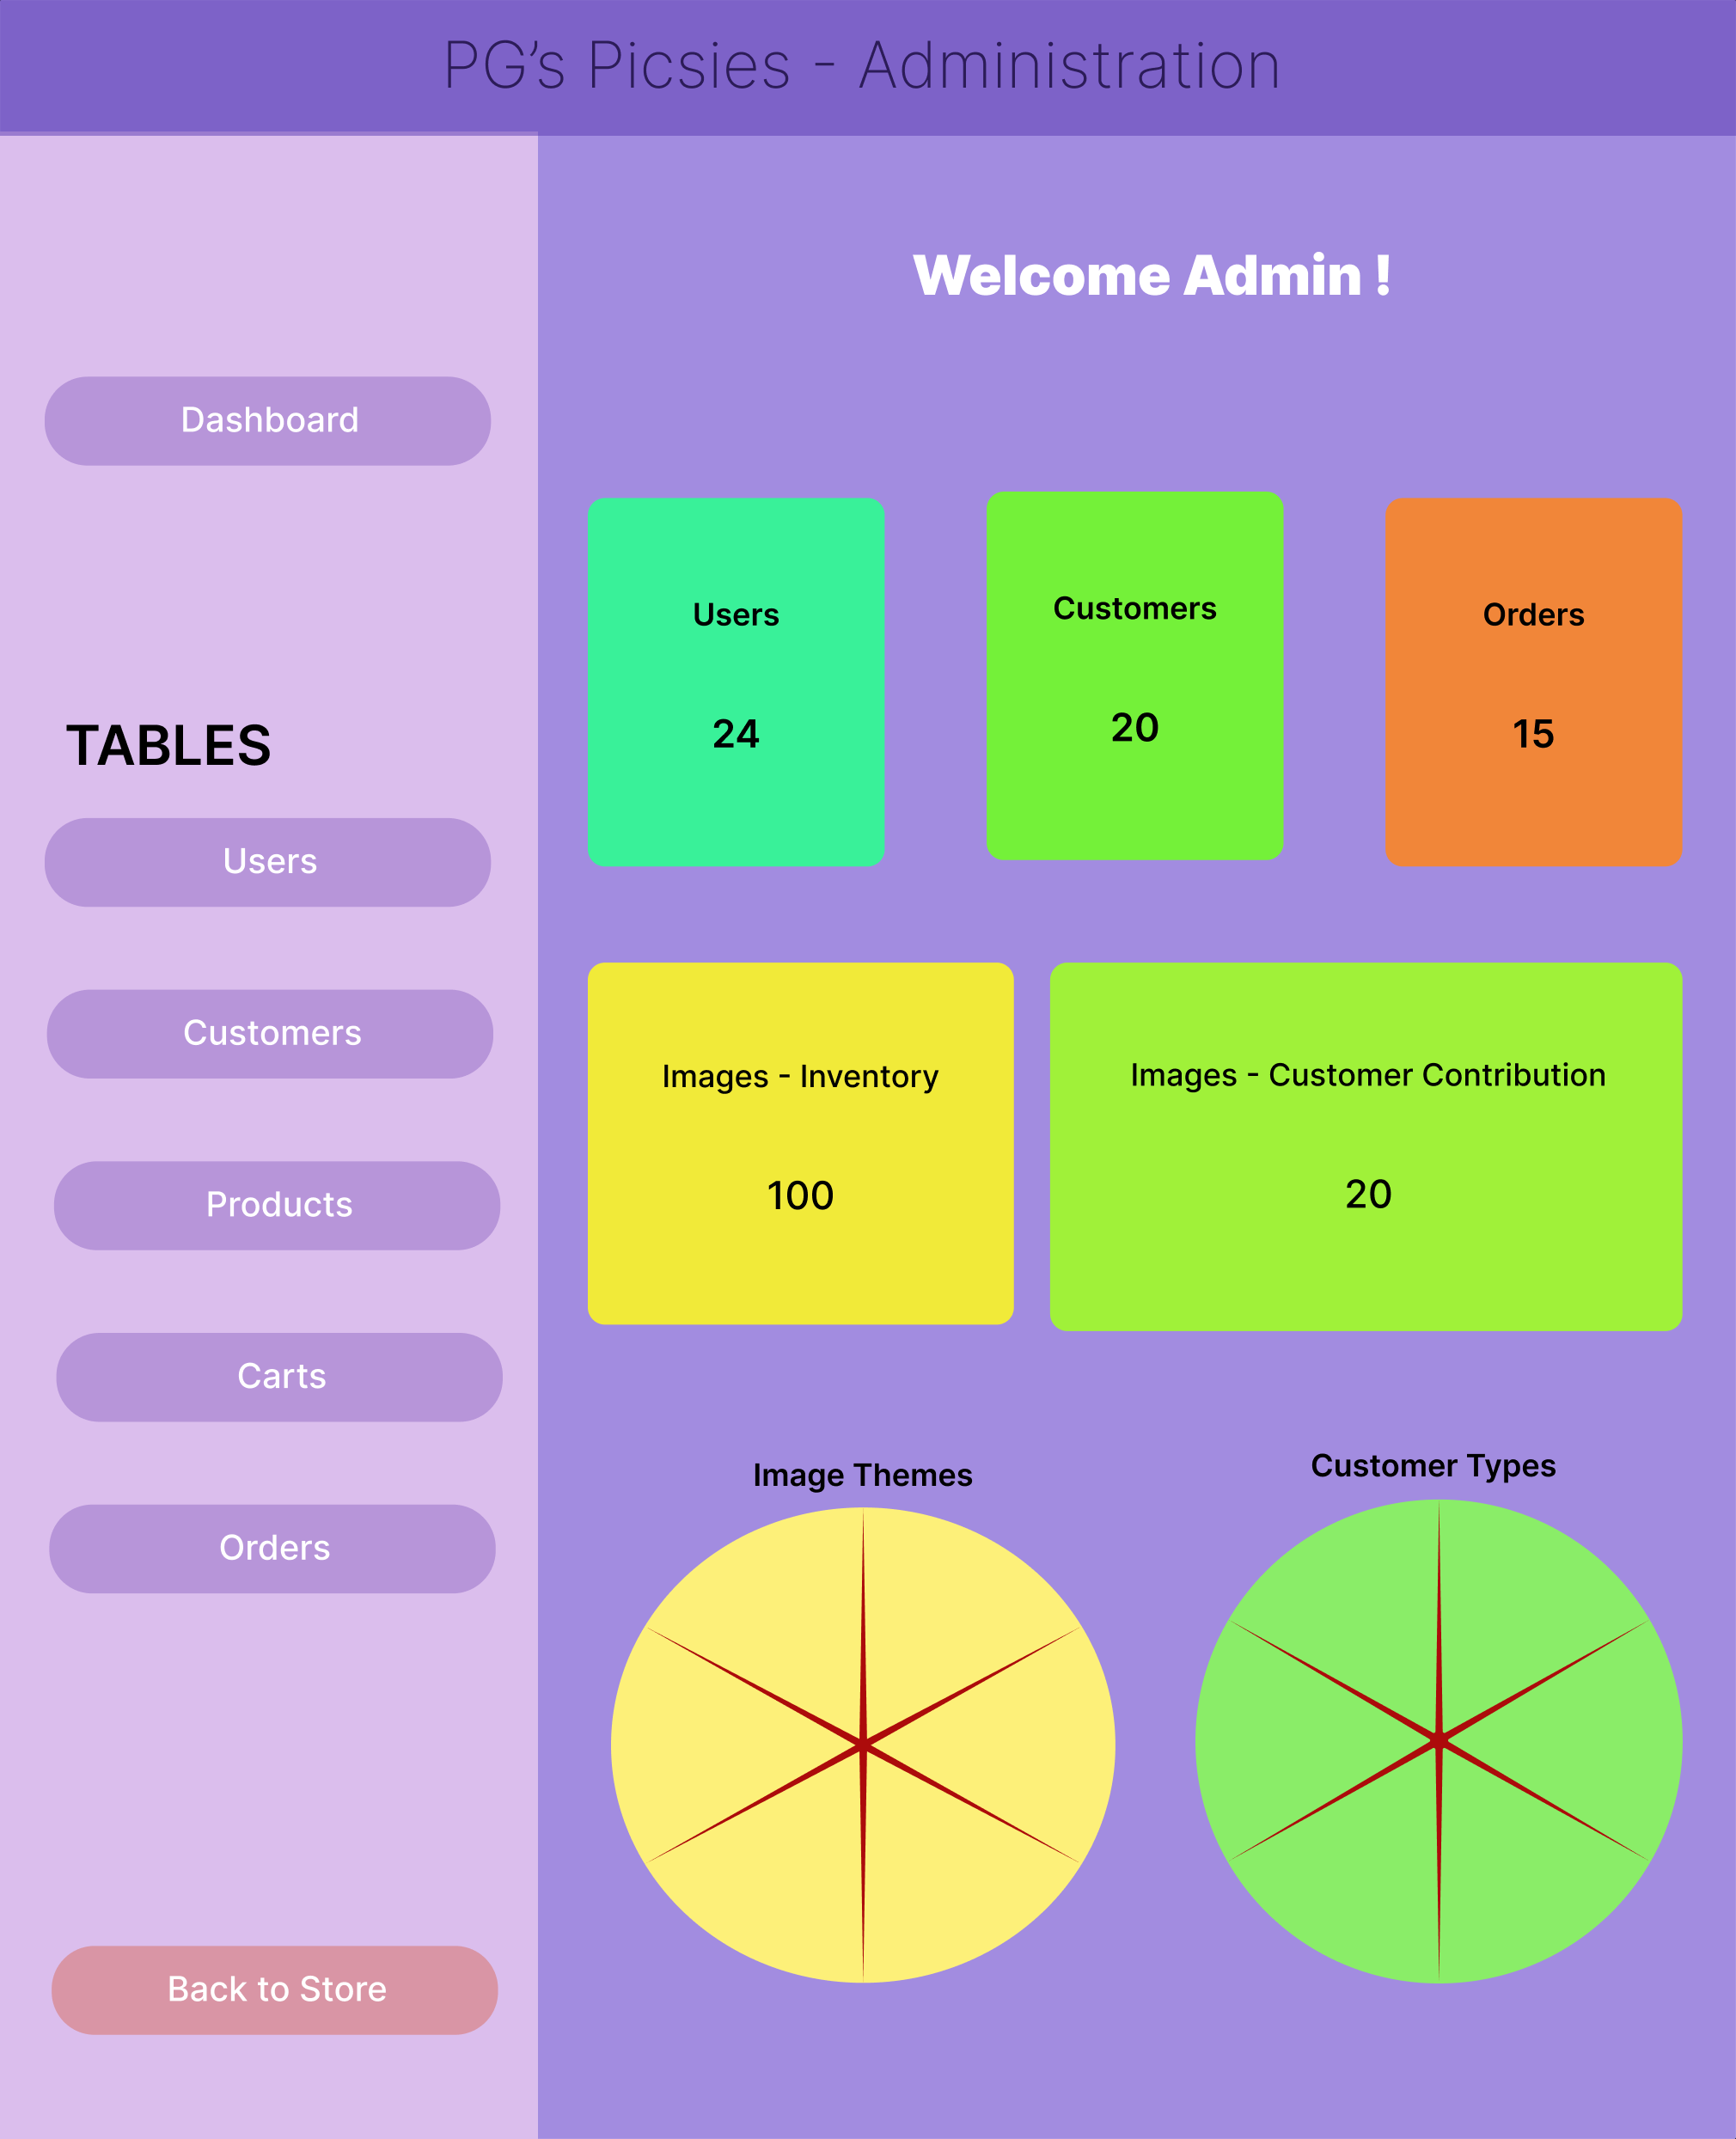 PG’s Picsies - Administration
Welcome Admin !
Dashboard
TABLES
Users
Customers
Products
Carts
Orders
Back to Store
Users
24
Customers
20
Orders
15
Images - Inventory
100
Images - Customer Contribution
20
Image Themes
Customer Types